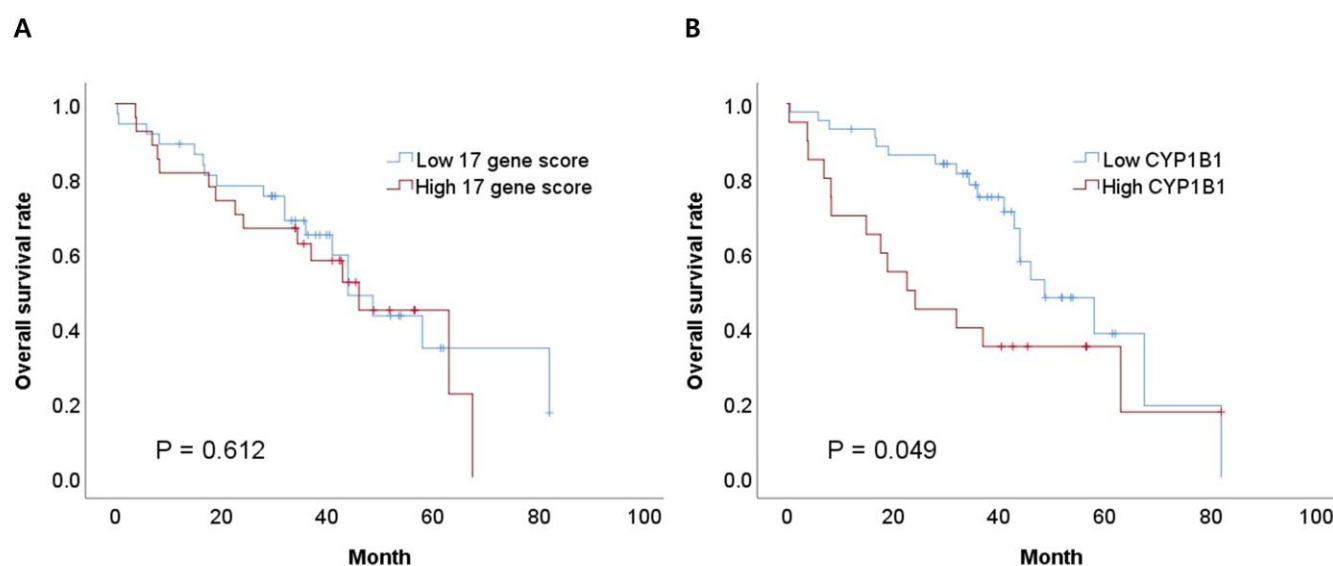 A
1.0
0.8
0.6
0.4
0.2
0.0
Overall survival rate
Low 17 gene score
High 17 gene score
P = 0.612
0 20 40 60 80 100
Month
B
1.0
0.8
0.6
0.4
0.2
0.0
Overall survival rate
Low CYP1B1
High CYP1B1
P = 0.049
0 20 40 60 80 100
Month